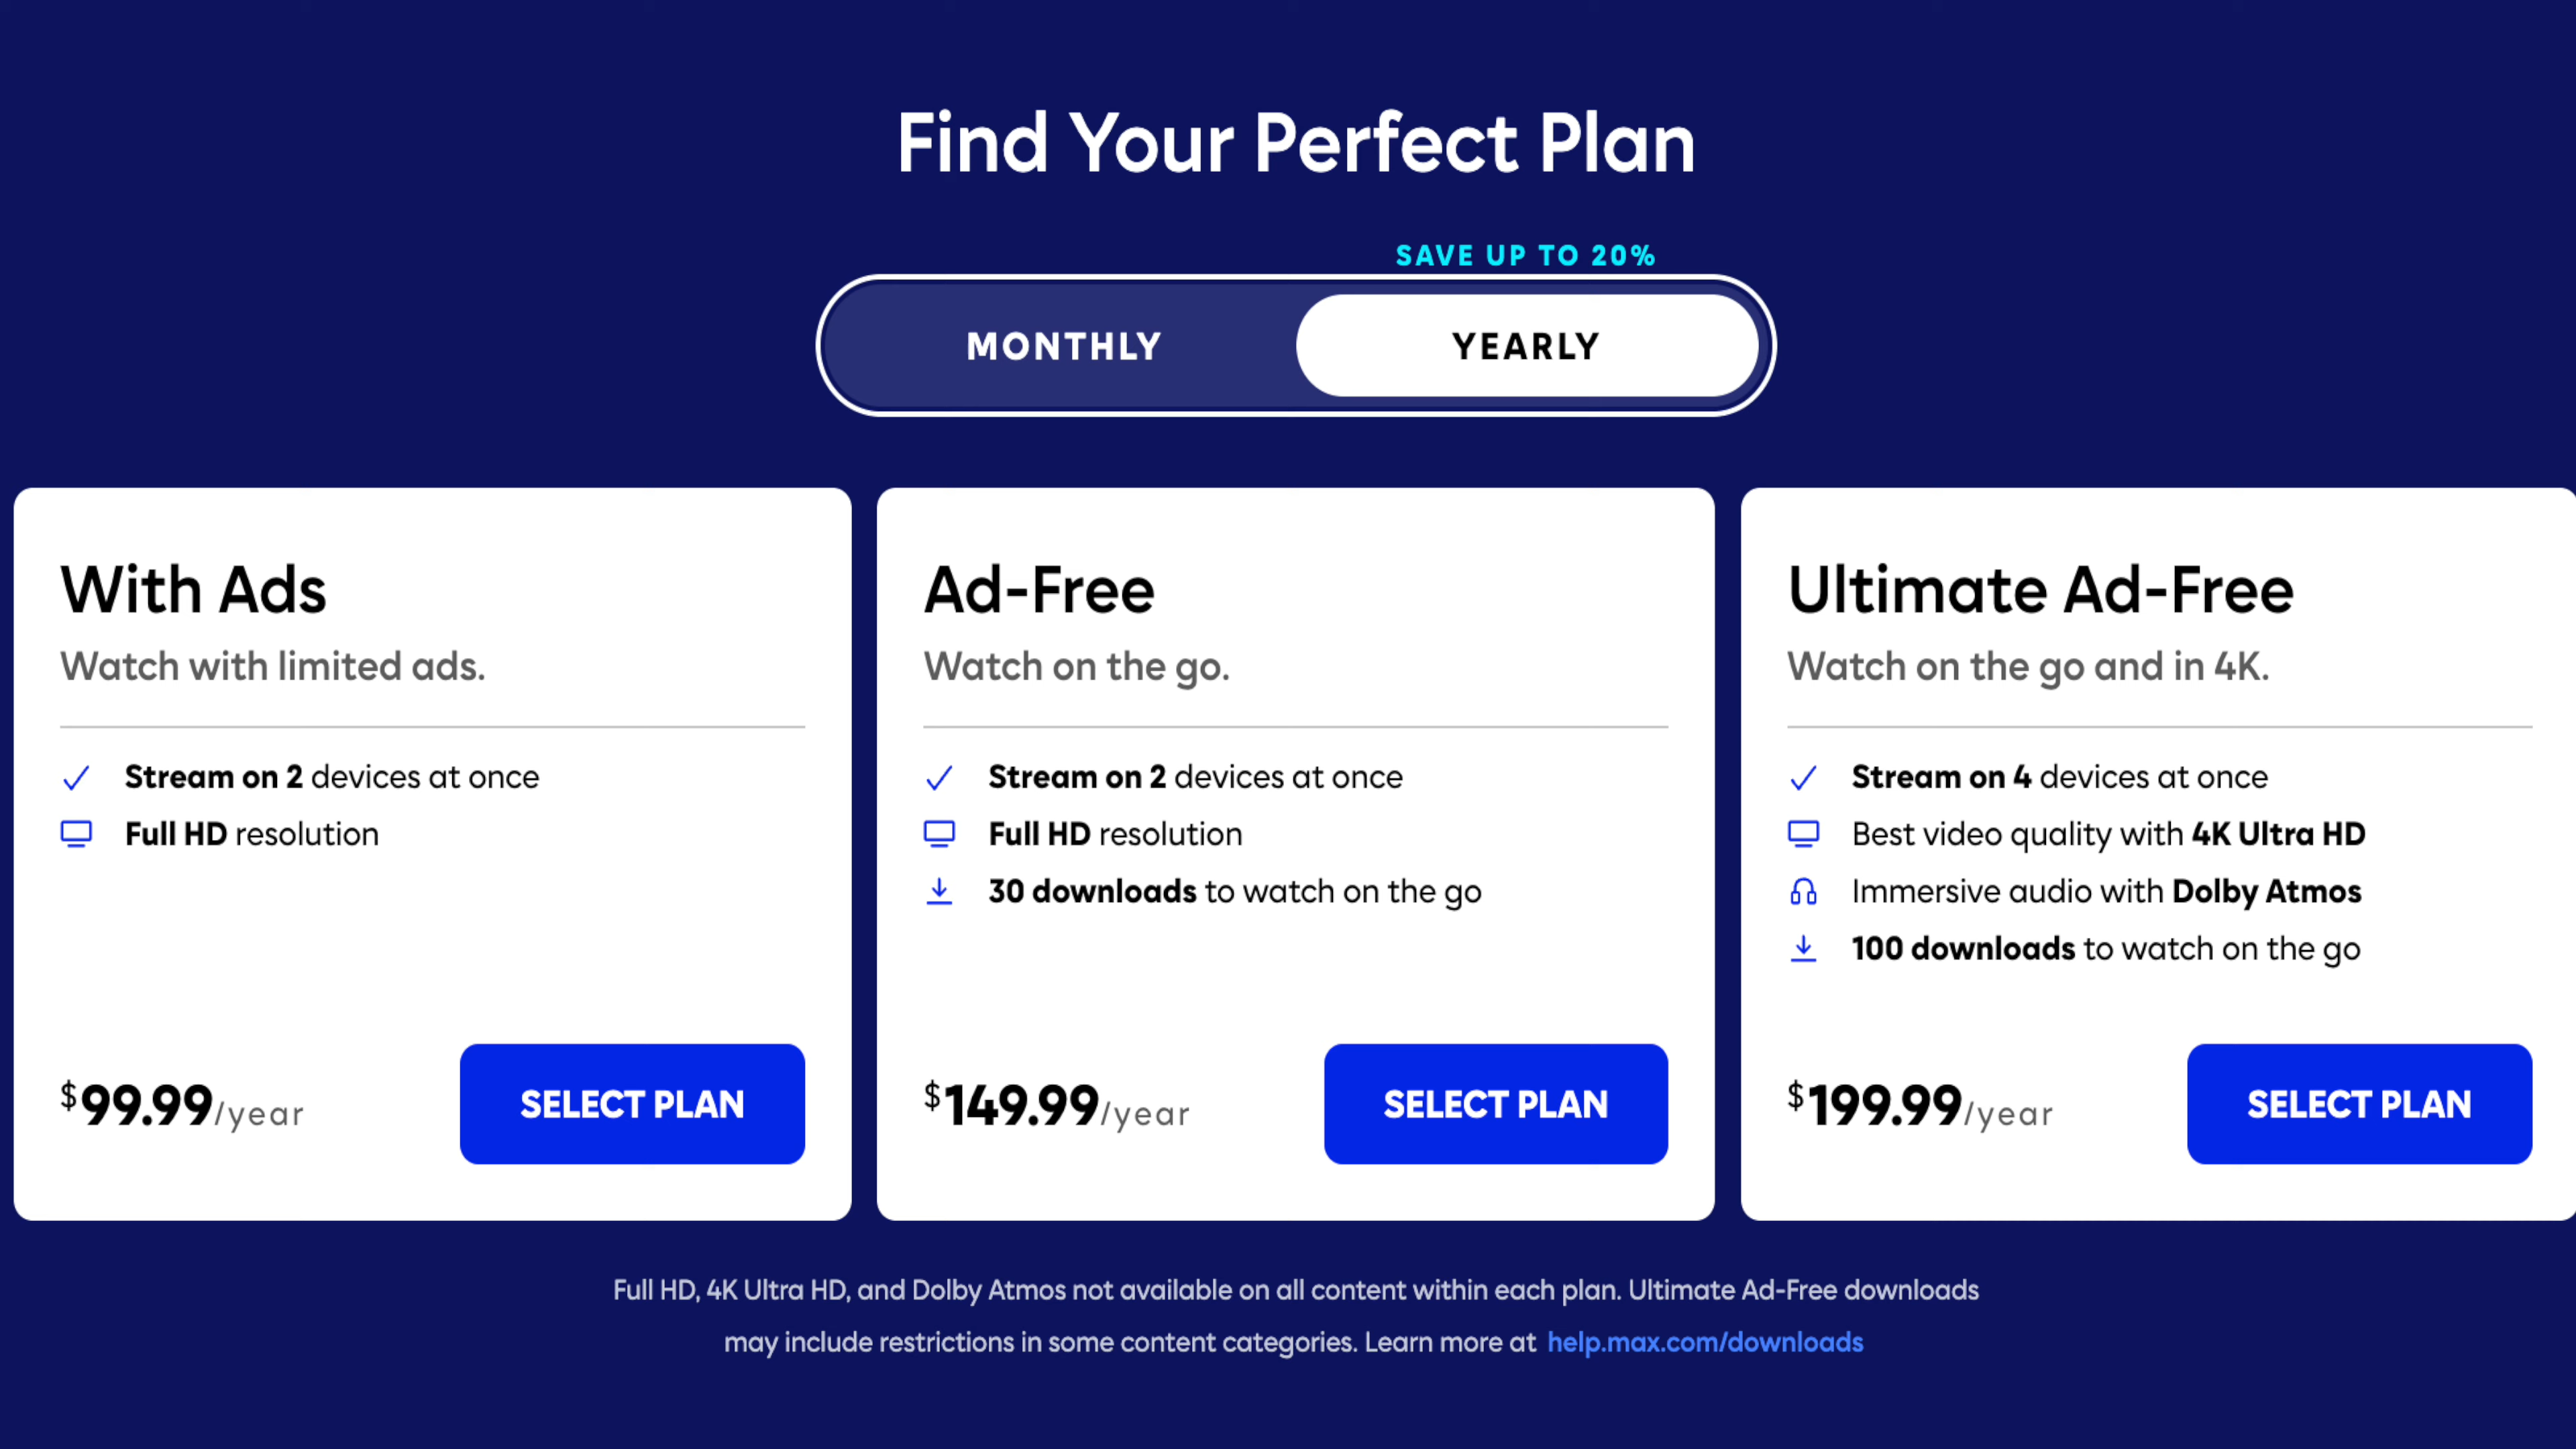 Find Your Perfect Plan
SAVE UP TO 20%
MONTHLY
YEARLY
With Ads
Watch with limited ads.
Stream on 2 devices at once
Full HD resolution
$99.99/year
SELECT PLAN
Ad-Free
Watch on the go.
Stream on 2 devices at once
Full HD resolution
30 downloads to watch on the go
$149.99/year
SELECT PLAN
Ultimate Ad-Free
Watch on the go and in 4K.
Stream on 4 devices at once
Best video quality with 4K Ultra HD
Immersive audio with Dolby Atmos
100 downloads to watch on the go
$199.99/year
SELECT PLAN
Full HD, 4K Ultra HD, and Dolby Atmos not available on all content within each plan. Ultimate Ad-Free downloads
may include restrictions in some content categories. Learn more at help.max.com/downloads